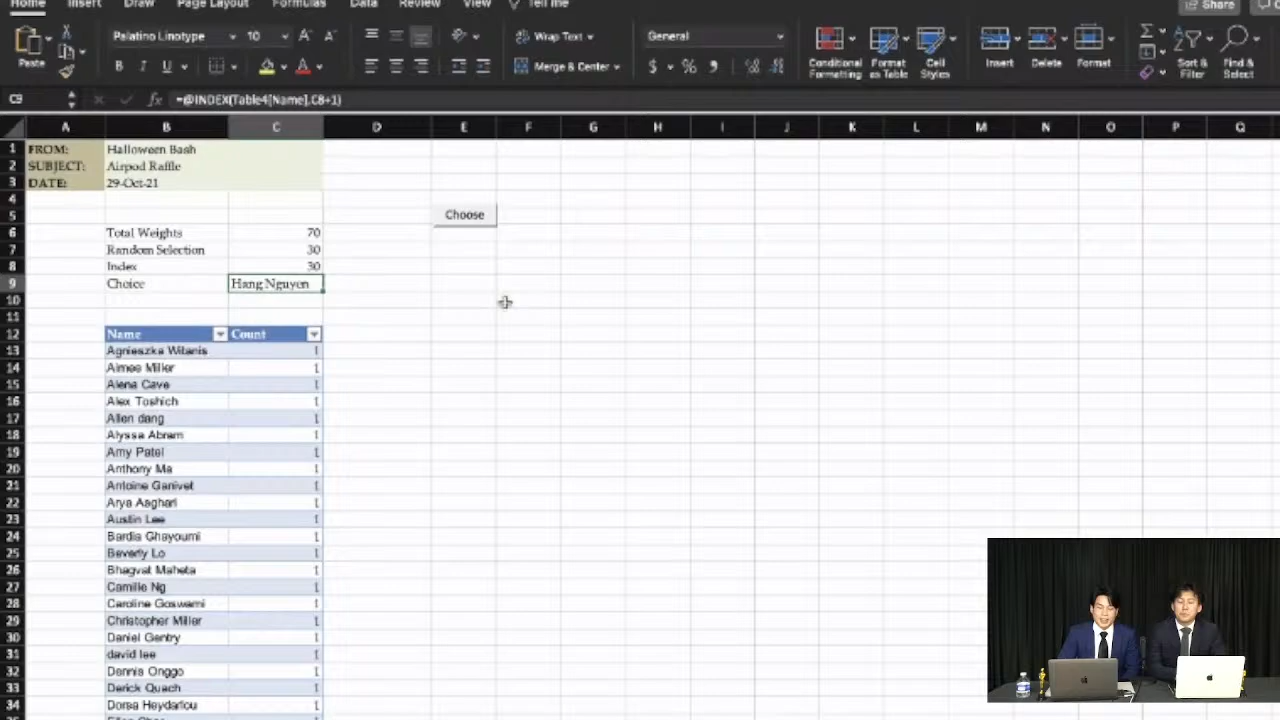 Home Insert Draw Page Layout Formulas Data Review View Tell me Share
Palatino Linotype 10 Wrap Text General
Paste Merge & Center Conditional Formatting Format as Table Cell Styles Insert Delete Format Sort & Filter Find & Select
C9 fx =@INDEX(Table4[Name],C8+1)
A B C D E F G H I J K L M N O P Q
1 FROM: Halloween Bash
2 SUBJECT: Airpod Raffle
3 DATE: 29-Oct-21
4
5 Choose
6 Total Weights 70
7 Random Selection 30
8 Index 30
9 Choice Hang Nguyen
10
11
12 Name Count
13 Agnieszka Witanis 1
14 Aimee Miller 1
15 Alena Cave 1
16 Alex Toshich 1
17 Allen dang 1
18 Alyssa Abram 1
19 Amy Patel 1
20 Anthony Ma 1
21 Antoine Ganivet 1
22 Arya Asghari 1
23 Austin Lee 1
24 Bardia Ghayoumi 1
25 Beverly Lo 1
26 Bhagvat Maheta 1
27 Camille Ng 1
28 Caroline Goswami 1
29 Christopher Miller 1
30 Daniel Gentry 1
31 david lee 1
32 Dennis Onggo 1
33 Derick Quach 1
34 Dorsa Heydarlou 1